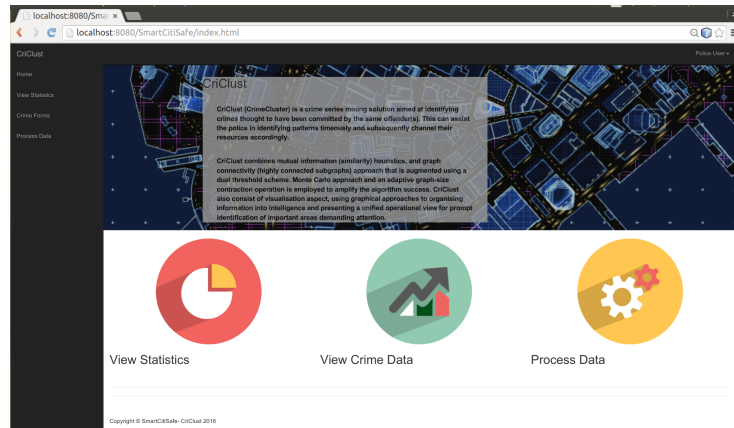 localhost:8080/Sma
localhost:8080/SmartCitiSafe/index.html
CriClust
Police User
Home
View Statistics
Crime Forms
Process Data
CriClust
CriClust (CrimeCluster) is a crime series mining solution aimed at identifying
crimes thought to have been committed by the same offender(s). This can assist
the police in identifying patterns timeously and subsequently channel their
resources accordingly.
CriClust combines mutual information (similarity) heuristics, and graph
connectivity (highly connected subgraphs) approach that is augmented using a
dual threshold scheme. Monte Carlo approach and an adaptive graph-size
contraction operation is employed to amplify the algorithm success. CriClust
also consist of visualisation aspect, using graphical approaches to organising
information into intelligence and presenting a unified operational view for prompt
identification of important areas demanding attention.
View Statistics
View Crime Data
Process Data
Copyright © SmartCitiSafe- CriClust 2016